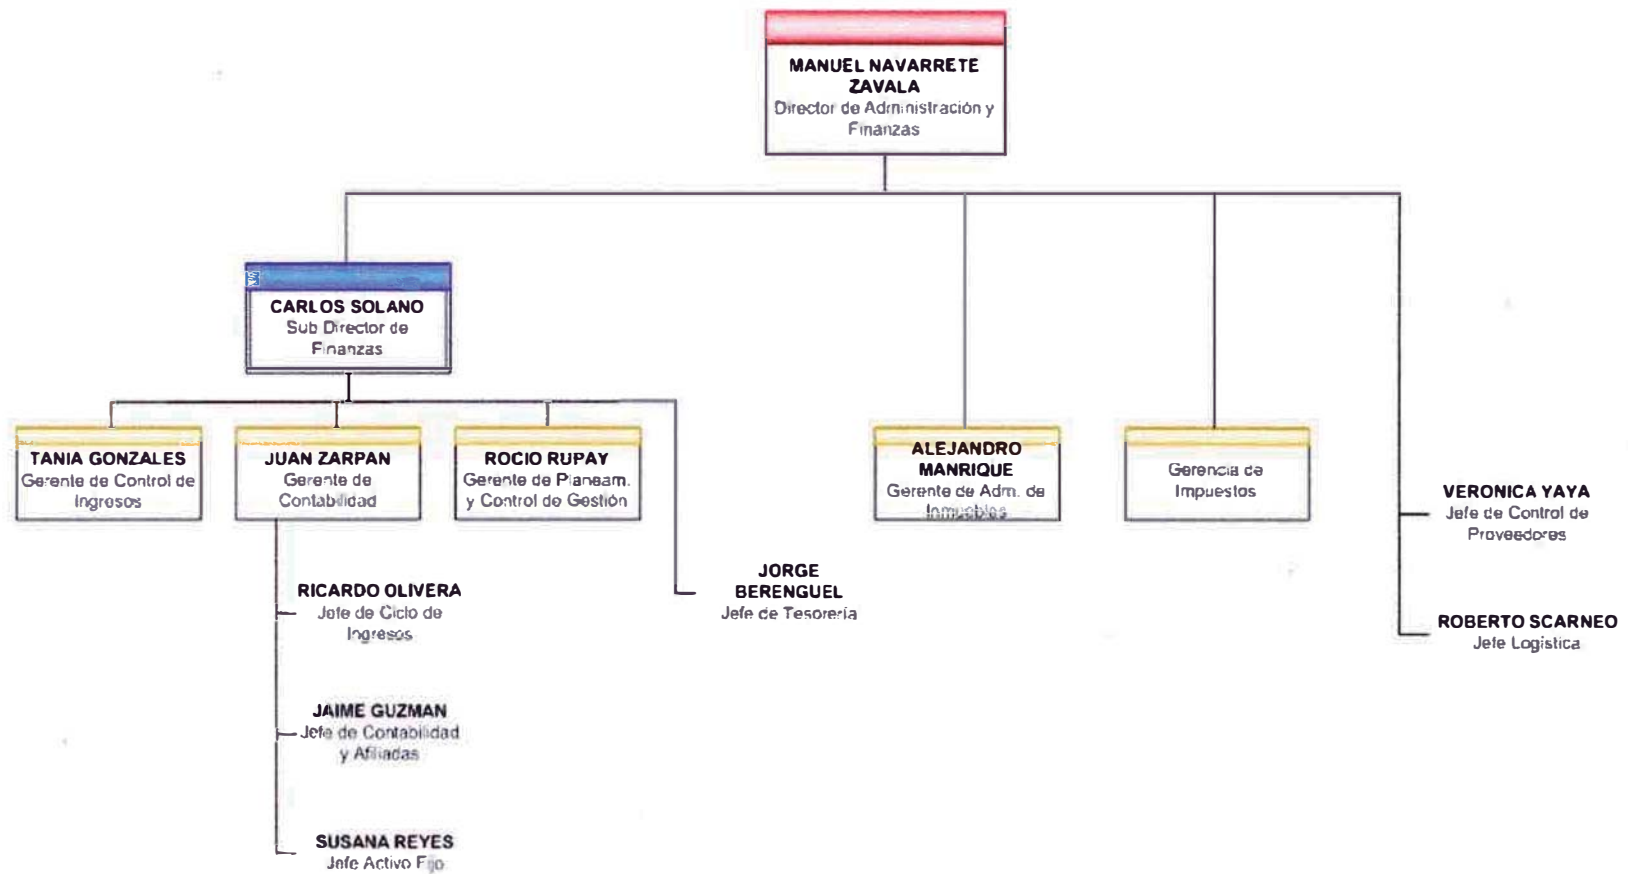 MANUEL NAVARRETE
ZAVALA
Director de Administración y
Finanzas
CARLOS SOLANO
Sub Director de
Finanzas
TANIA GONZALES
Gerente de Control de
Ingresos
JUAN ZARPAN
Gerente de
Contabilidad
ROCIO RUPAY
Gerente de Planeam.
y Control de Gestión
ALEJANDRO
MANRIQUE
Gerente de Adm. de
Inmuebles
Gerencia de
Impuestos
VERONICA YAYA
Jefe de Control de
Proveedores
ROBERTO SCARNEO
Jefe Logística
JORGE
BERENGUEL
Jefe de Tesorería
RICARDO OLIVERA
Jefe de Ciclo de
Ingresos
JAIME GUZMAN
Jefe de Contabilidad
y Afiliadas
SUSANA REYES
Jefe Activo Fijo